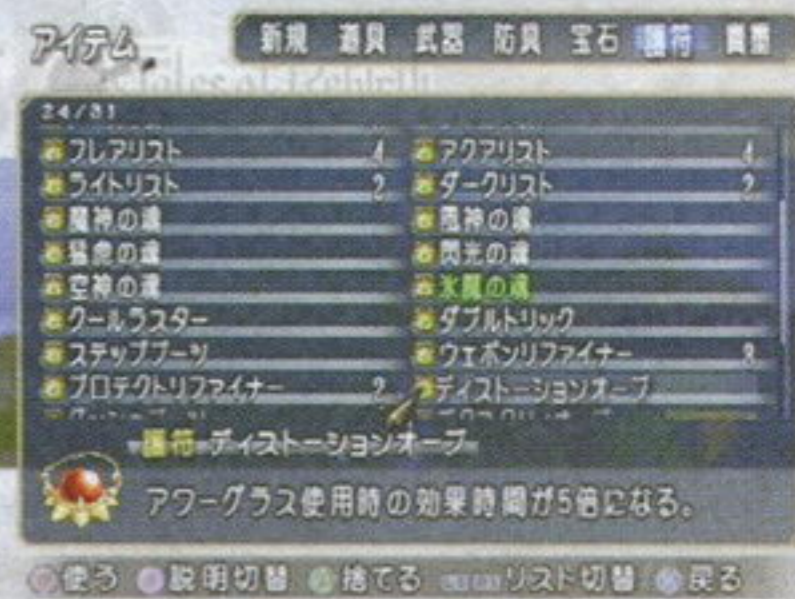 アイテム
新規 道具 武器 防具 宝石 護符 貴重
Tales of Rebirth
24/31
フレアリスト 4 アクアリスト 4
ライトリスト 2 ダークリスト 2
魔神の魂 風神の魂
猛虎の魂 閃光の魂
空神の魂 氷鳳の魂
クールラスター ダブルトリック
ステップブーツ ウェポンリファイナー 3
プロテクトリファイナー 2 ディストーションオーブ
護符 ディストーションオーブ
アワーグラス使用時の効果時間が5倍になる。
使う 説明切替 捨てる リスト切替 戻る